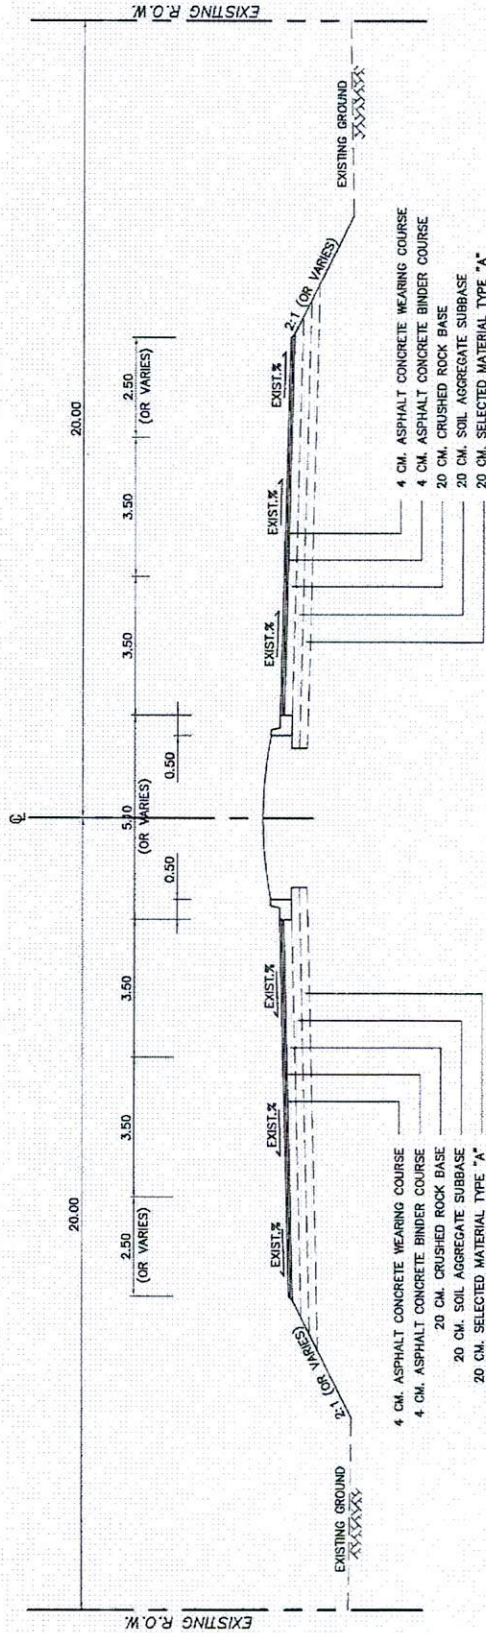 EXISTING R.O.W.
EXISTING R.O.W.
℄
20.00
20.00
2.50
(OR VARIES)
3.50
3.50
5.10
(OR VARIES)
3.50
3.50
2.50
(OR VARIES)
0.50
0.50
EXIST.%
EXIST.%
EXIST.%
EXIST.%
EXIST.%
EXIST.%
2:1 (OR VARIES)
2:1 (OR VARIES)
EXISTING GROUND
EXISTING GROUND
4 CM. ASPHALT CONCRETE WEARING COURSE
4 CM. ASPHALT CONCRETE BINDER COURSE
20 CM. CRUSHED ROCK BASE
20 CM. SOIL AGGREGATE SUBBASE
20 CM. SELECTED MATERIAL TYPE "A"
4 CM. ASPHALT CONCRETE WEARING COURSE
4 CM. ASPHALT CONCRETE BINDER COURSE
20 CM. CRUSHED ROCK BASE
20 CM. SOIL AGGREGATE SUBBASE
20 CM. SELECTED MATERIAL TYPE "A"